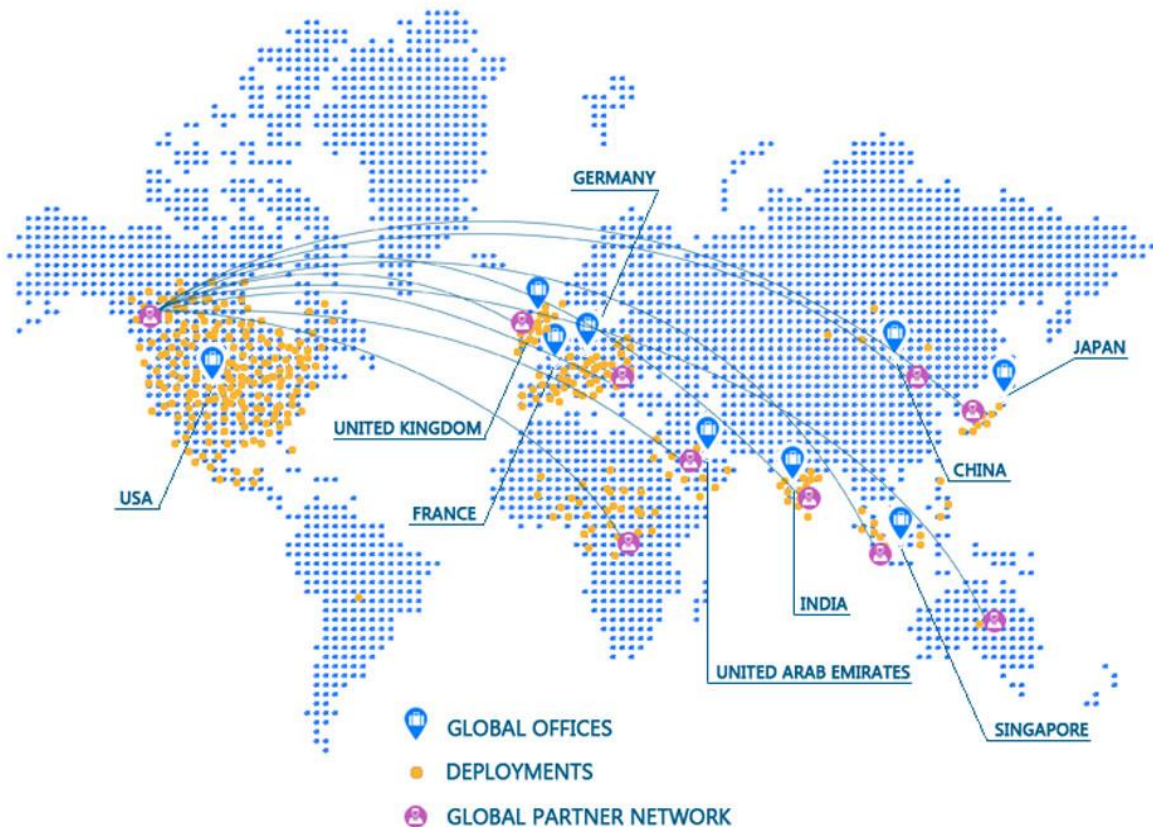 GERMANY
JAPAN
UNITED KINGDOM
CHINA
USA
FRANCE
INDIA
UNITED ARAB EMIRATES
SINGAPORE
GLOBAL OFFICES
DEPLOYMENTS
GLOBAL PARTNER NETWORK